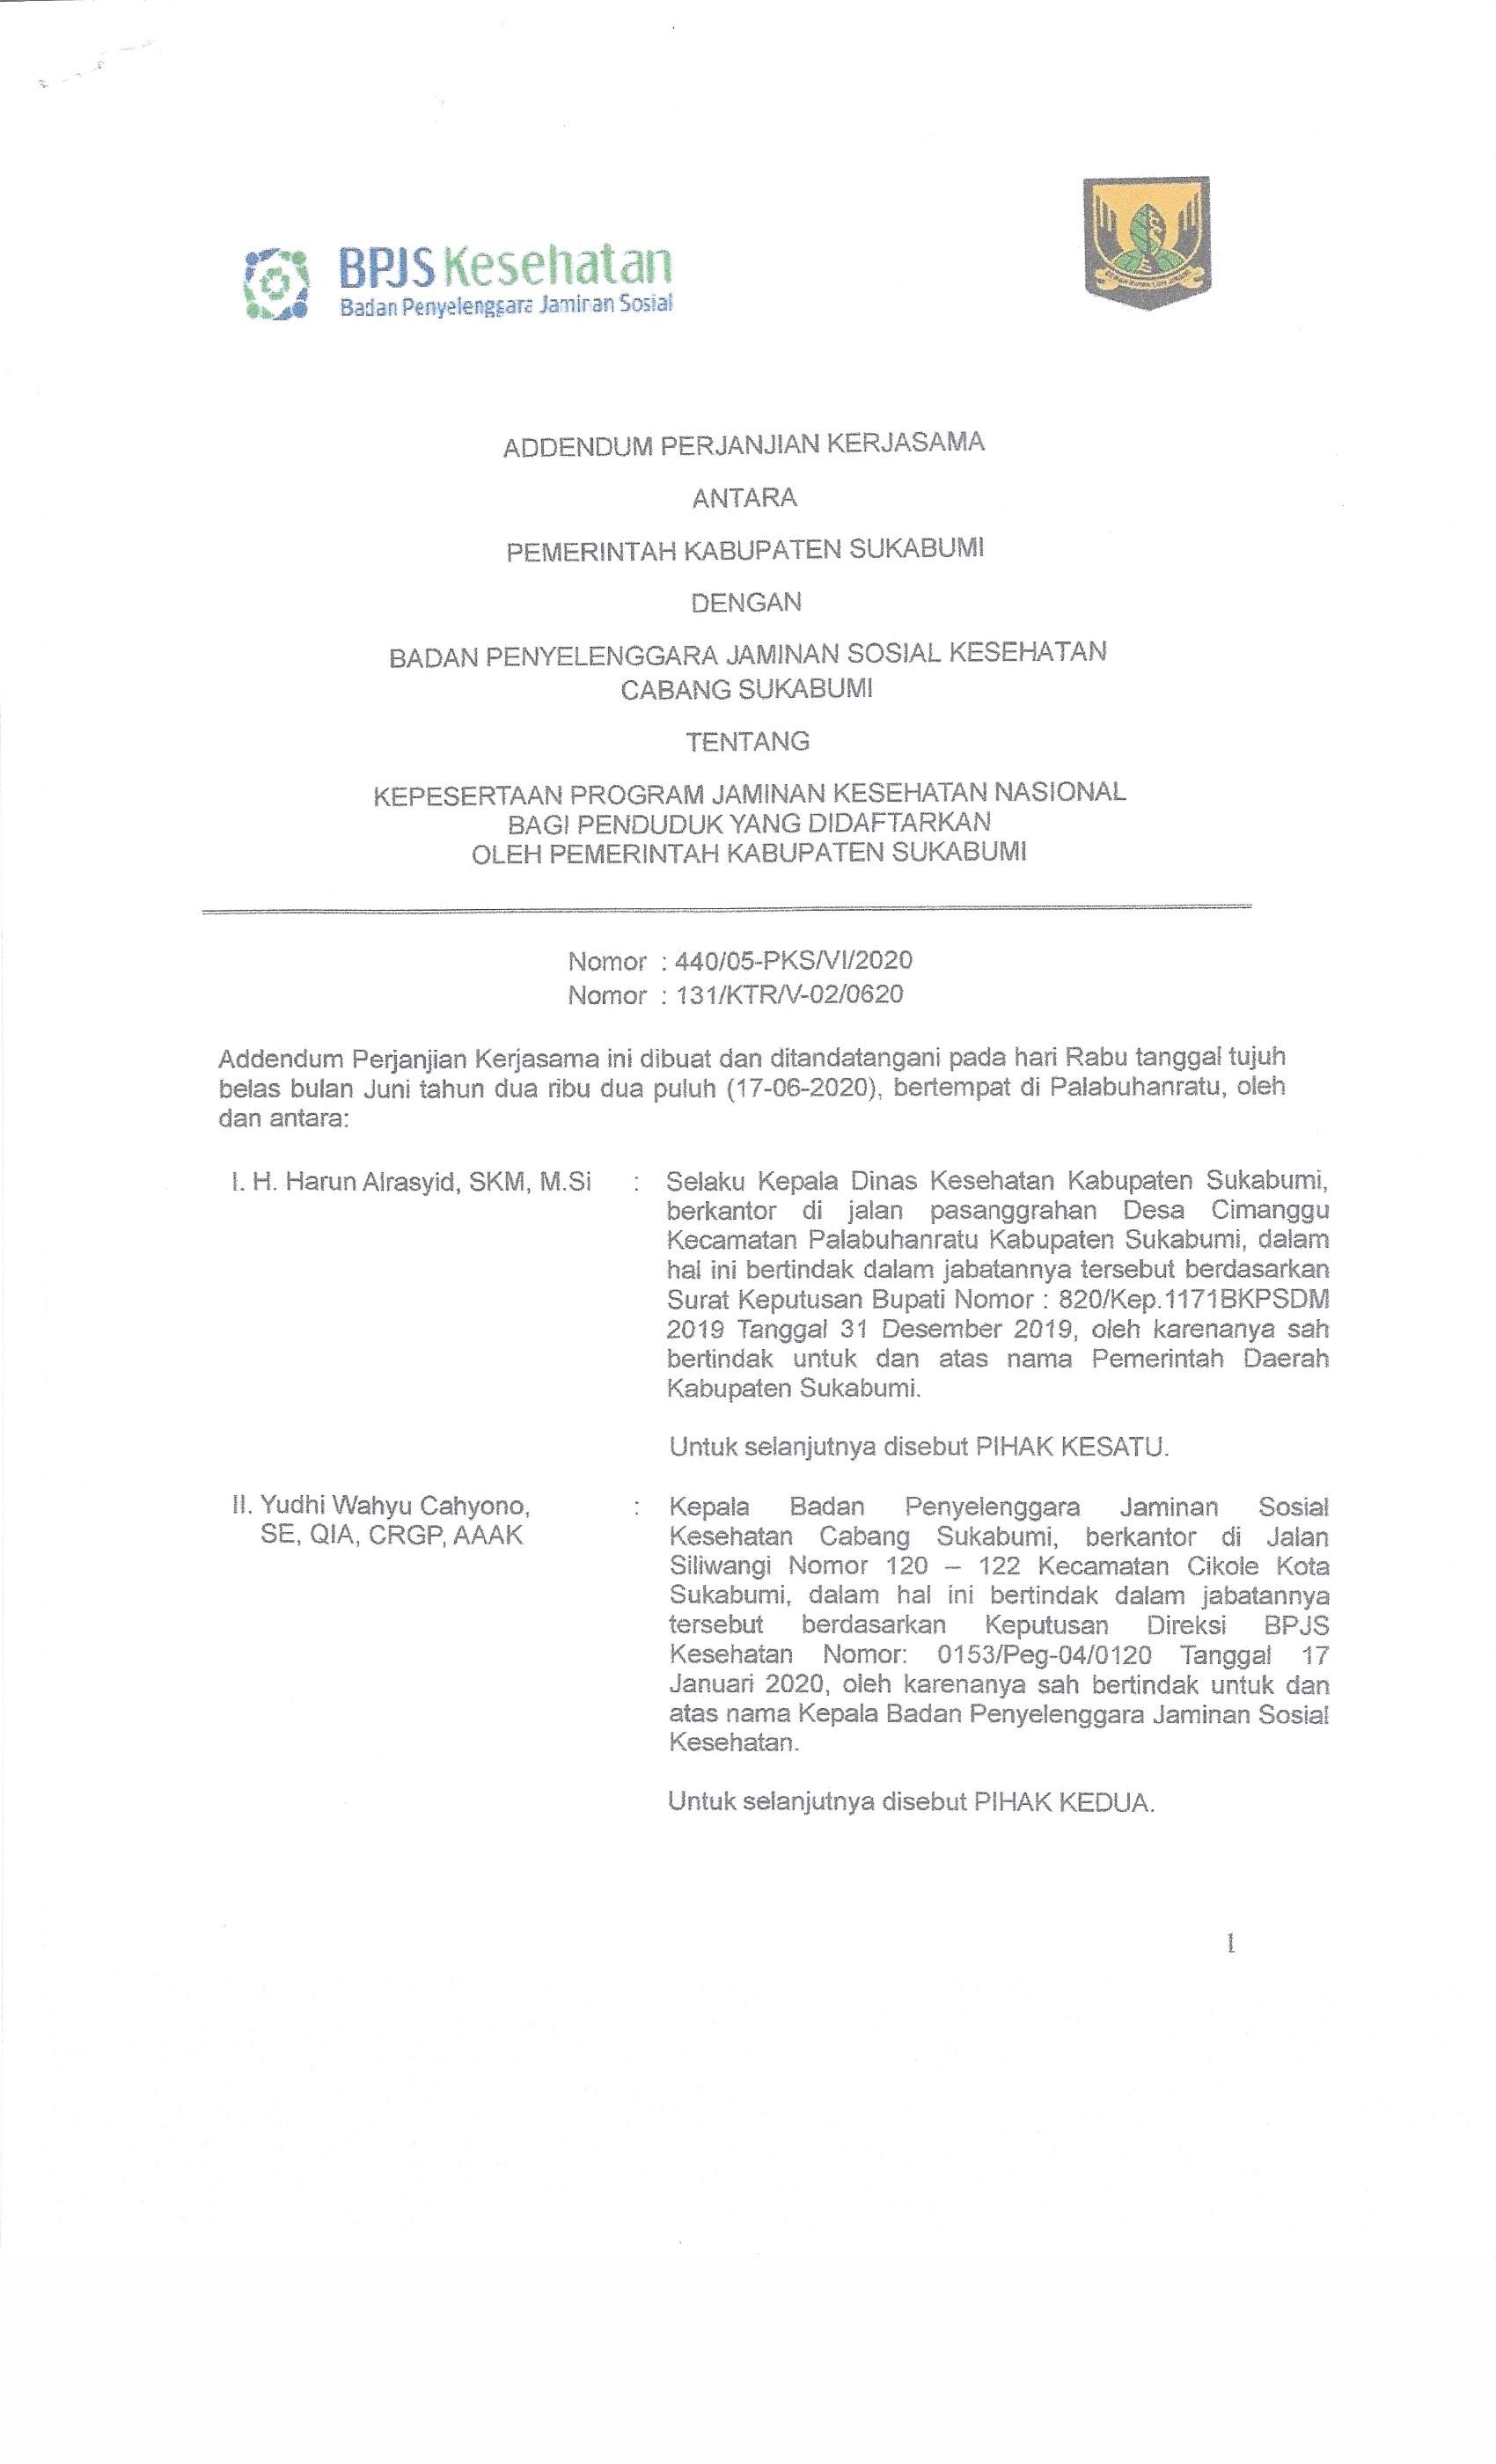 BPJS Kesehatan
Badan Penyelenggara Jaminan Sosial
ADDENDUM PERJANJIAN KERJASAMA
ANTARA
PEMERINTAH KABUPATEN SUKABUMI
DENGAN
BADAN PENYELENGGARA JAMINAN SOSIAL KESEHATAN
CABANG SUKABUMI
TENTANG
KEPESERTAAN PROGRAM JAMINAN KESEHATAN NASIONAL
BAGI PENDUDUK YANG DIDAFTARKAN
OLEH PEMERINTAH KABUPATEN SUKABUMI
Nomor : 440/05-PKS/VI/2020
Nomor : 131/KTR/V-02/0620
Addendum Perjanjian Kerjasama ini dibuat dan ditandatangani pada hari Rabu tanggal tujuh
belas bulan Juni tahun dua ribu dua puluh (17-06-2020), bertempat di Palabuhanratu, oleh
dan antara:
I. H. Harun Alrasyid, SKM, M.Si : Selaku Kepala Dinas Kesehatan Kabupaten Sukabumi,
berkantor di jalan pasanggrahan Desa Cimanggu
Kecamatan Palabuhanratu Kabupaten Sukabumi, dalam
hal ini bertindak dalam jabatannya tersebut berdasarkan
Surat Keputusan Bupati Nomor : 820/Kep.1171BKPSDM
2019 Tanggal 31 Desember 2019, oleh karenanya sah
bertindak untuk dan atas nama Pemerintah Daerah
Kabupaten Sukabumi.
Untuk selanjutnya disebut PIHAK KESATU.
II. Yudhi Wahyu Cahyono, : Kepala Badan Penyelenggara Jaminan Sosial
SE, QIA, CRGP, AAAK Kesehatan Cabang Sukabumi, berkantor di Jalan
Siliwangi Nomor 120 – 122 Kecamatan Cikole Kota
Sukabumi, dalam hal ini bertindak dalam jabatannya
tersebut berdasarkan Keputusan Direksi BPJS
Kesehatan Nomor: 0153/Peg-04/0120 Tanggal 17
Januari 2020, oleh karenanya sah bertindak untuk dan
atas nama Kepala Badan Penyelenggara Jaminan Sosial
Kesehatan.
Untuk selanjutnya disebut PIHAK KEDUA.
1